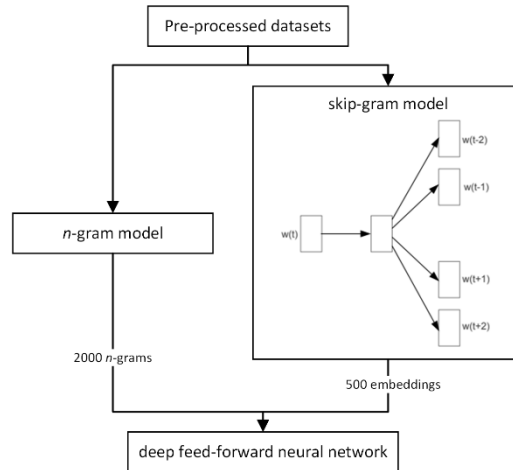 Pre-processed datasets
skip-gram model
w(t-2)
w(t-1)
w(t)
w(t+1)
w(t+2)
n-gram model
2000 n-grams
500 embeddings
deep feed-forward neural network